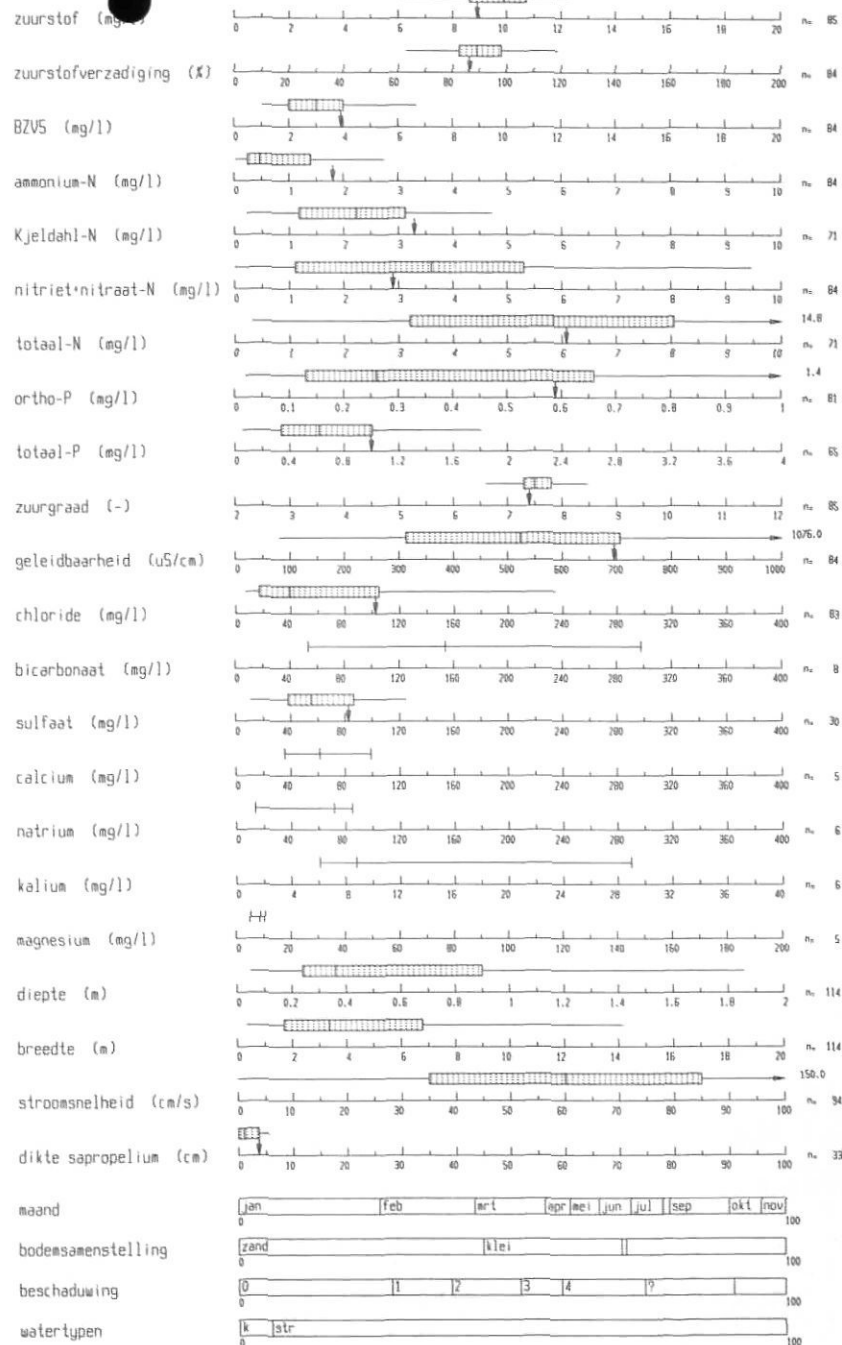 zuurstof (mg/l) 0 2 4 6 8 10 12 14 16 18 20 n= 85
zuurstofverzadiging (%) 0 20 40 60 80 100 120 140 160 180 200 n= 84
BZV5 (mg/l) 0 2 4 6 8 10 12 14 16 18 20 n= 84
ammonium-N (mg/l) 0 1 2 3 4 5 6 7 8 9 10 n= 84
Kjeldahl-N (mg/l) 0 1 2 3 4 5 6 7 8 9 10 n= 71
nitriet+nitraat-N (mg/l) 0 1 2 3 4 5 6 7 8 9 10 n= 84
14.8
totaal-N (mg/l) 0 1 2 3 4 5 6 7 8 9 10 n= 71
1.4
ortho-P (mg/l) 0 0.1 0.2 0.3 0.4 0.5 0.6 0.7 0.8 0.9 1 n= 81
totaal-P (mg/l) 0 0.4 0.8 1.2 1.6 2 2.4 2.8 3.2 3.6 4 n= 65
zuurgraad (-) 2 3 4 5 6 7 8 9 10 11 12 n= 85
1076.0
geleidbaarheid (uS/cm) 0 100 200 300 400 500 600 700 800 900 1000 n= 84
chloride (mg/l) 0 40 80 120 160 200 240 280 320 360 400 n= 83
bicarbonaat (mg/l) 0 40 80 120 160 200 240 280 320 360 400 n= 8
sulfaat (mg/l) 0 40 80 120 160 200 240 280 320 360 400 n= 30
calcium (mg/l) 0 40 80 120 160 200 240 280 320 360 400 n= 5
natrium (mg/l) 0 40 80 120 160 200 240 280 320 360 400 n= 6
kalium (mg/l) 0 4 8 12 16 20 24 28 32 36 40 n= 6
magnesium (mg/l) 0 20 40 60 80 100 120 140 160 180 200 n= 5
diepte (m) 0 0.2 0.4 0.6 0.8 1 1.2 1.4 1.6 1.8 2 n= 114
breedte (m) 0 2 4 6 8 10 12 14 16 18 20 n= 114
150.0
stroomsnelheid (cm/s) 0 10 20 30 40 50 60 70 80 90 100 n= 94
dikte sapropelium (cm) 0 10 20 30 40 50 60 70 80 90 100 n= 33
maand jan feb mrt apr mei jun jul sep okt nov
0 100
bodemsamenstelling zand klei
0 100
beschaduwing 0 1 2 3 4 ?
0 100
watertypen k str
0 100